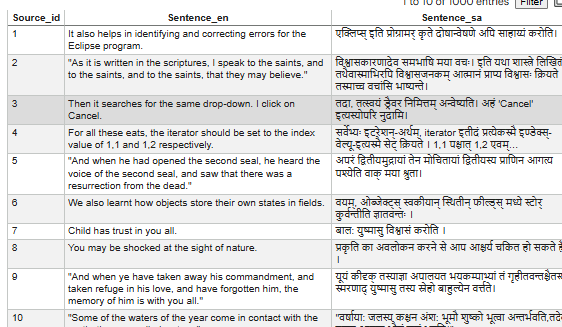 1 to 10 of 1000 entries Filter
Source_id Sentence_en Sentence_sa
1 It also helps in identifying and correcting errors for the एक्लिप्स् इति प्रोग्रामर् कृते दोषान्वेषणे अपि साहाय्यं करोति।
Eclipse program.
2 "As it is written in the scriptures, I speak to the saints, and विश्वासकारणादेव समभाषि मया वचः। इति यथा शास्त्रे लिखितं
to the saints, and to the saints, that they may believe." तथैवास्माभिरपि विश्वासजनकम् आत्मानं प्राप्य विश्वासः क्रियते
तस्माच्च वचांसि भाष्यन्ते।
3 Then it searches for the same drop-down. I click on तदा, तत्स्वयं ड्रैवर् निमित्तम् अन्वेष्यति। अहं 'Cancel'
Cancel. इत्यस्योपरि नुदामि।
4 For all these eats, the iterator should be set to the index सर्वेभ्यः इटरेशन्-अर्थम्, iterator इतीदं प्रत्येकस्मै इण्डेक्स्-
value of 1,1 and 1,2 respectively. वेल्यू-इत्यस्मै सेट् क्रियते । 1,1 पश्चात् 1,2 एवम्...
5 "And when he had opened the second seal, he heard the अपरं द्वितीयमुद्रायां तेन मोचितायां द्वितीयस्य प्राणिन आगत्य
voice of the second seal, and saw that there was a पश्येति वाक् मया श्रुता।
resurrection from the dead."
6 We also learnt how objects store their own states in fields. वयम्, ओब्जेक्ट्स् स्वकीयान् स्थितीन् फील्ड्स् मध्ये स्टोर्
कुर्वन्तीति ज्ञातवन्तः ।
7 Child has trust in you all. बालः युष्मासु विश्वासं करोति ।
8 You may be shocked at the sight of nature. प्रकृति का अवलोकन करने से आप आश्चर्य चकित हो सकते
।
9 "And when ye have taken away his commandment, and यूयं कीदृक् तस्याज्ञा अपालयत भयकम्पाभ्यां तं गृहीतवन्तश्चैतस्य
taken refuge in his love, and have forgotten him, the स्मरणाद् युष्मासु तस्य स्नेहो बाहुल्येन वर्त्तते।
memory of him is with you all."
10 "Some of the waters of the year come in contact with the "वर्षायाः जलस्य कश्चन अंशः भूमौ शुष्को भूत्वा अन्तर्भवति,